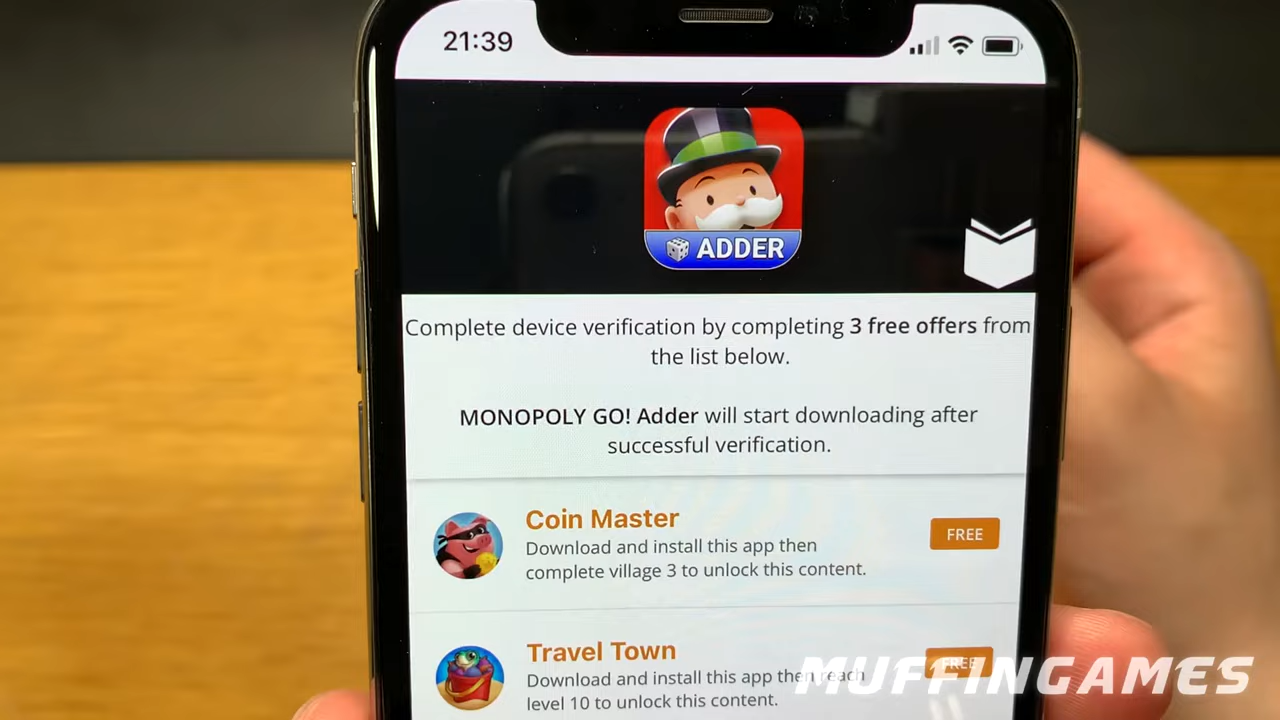 21:39
ADDER
Complete device verification by completing 3 free offers from
the list below.
MONOPOLY GO! Adder will start downloading after
successful verification.
Coin Master
Download and install this app then
complete village 3 to unlock this content.
FREE
Travel Town
Download and install this app then reach
level 10 to unlock this content.
FREE
MUFFINGAMES